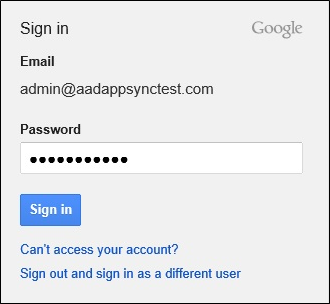 Sign in
Google
Email
admin@aadappsynctest.com
Password
●●●●●●●●●●●
Sign in
Can't access your account?
Sign out and sign in as a different user